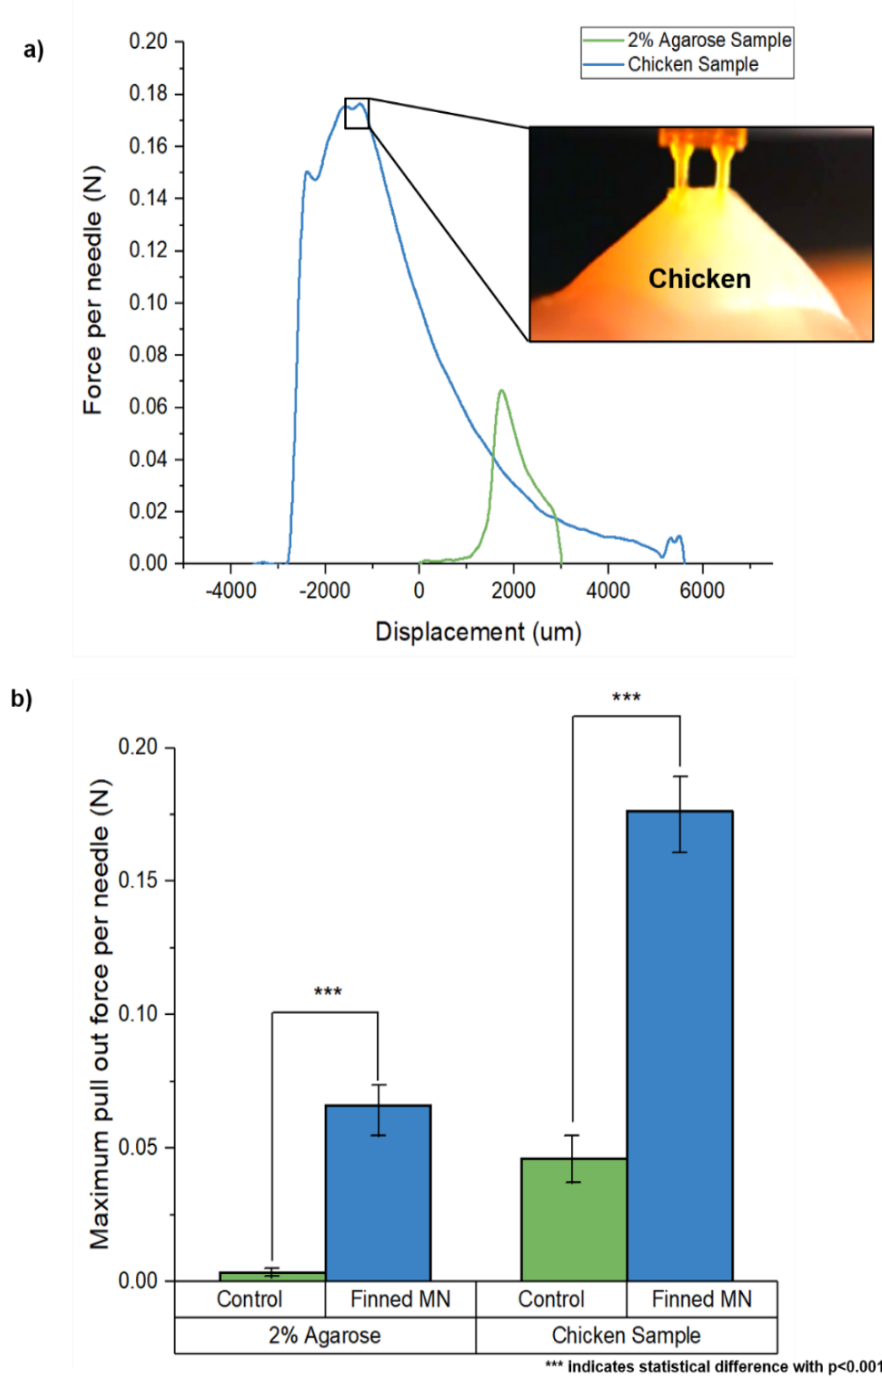 a)
2% Agarose Sample
Chicken Sample
0.20
0.18
0.16
0.14
0.12
0.10
0.08
0.06
0.04
0.02
0.00
Force per needle (N)
Chicken
-4000 -2000 0 2000 4000 6000
Displacement (um)
b)
***
***
0.20
0.15
0.10
0.05
0.00
Maximum pull out force per needle (N)
Control Finned MN Control Finned MN
2% Agarose Chicken Sample
*** indicates statistical difference with p<0.001